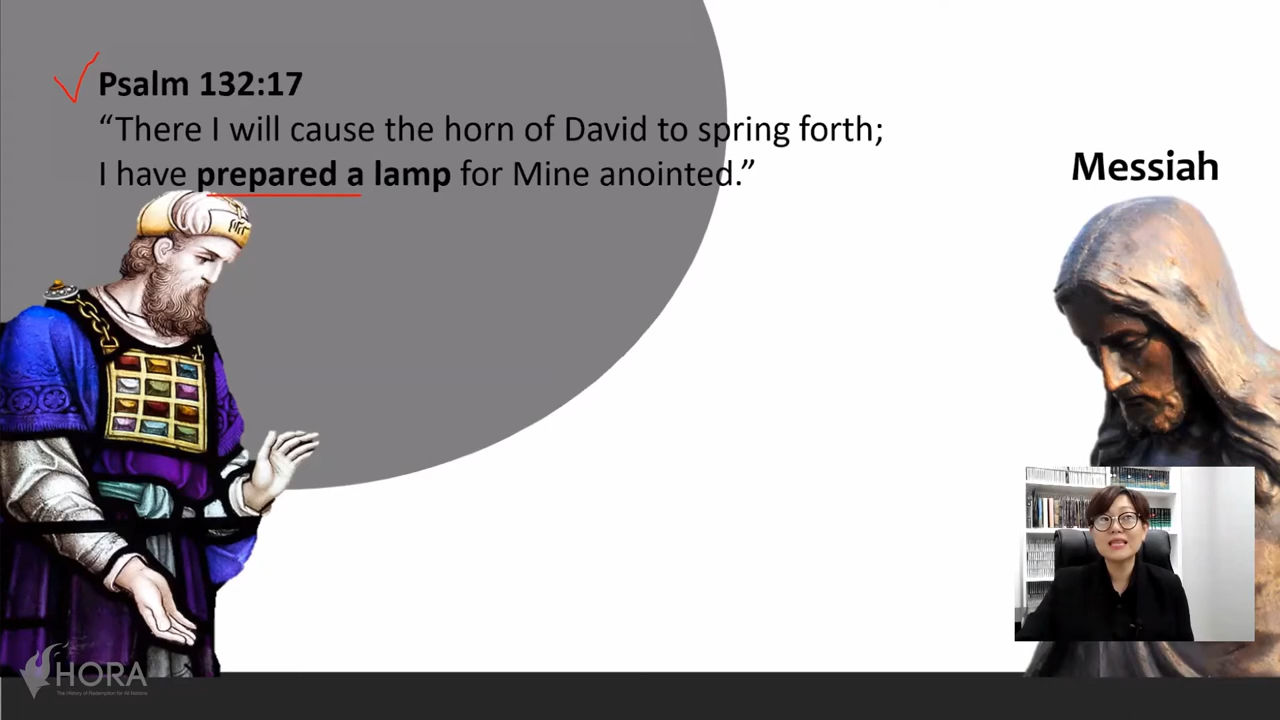 Psalm 132:17
“There I will cause the horn of David to spring forth;
I have prepared a lamp for Mine anointed.”
Messiah
HORA
The History of Redemption for All Nations